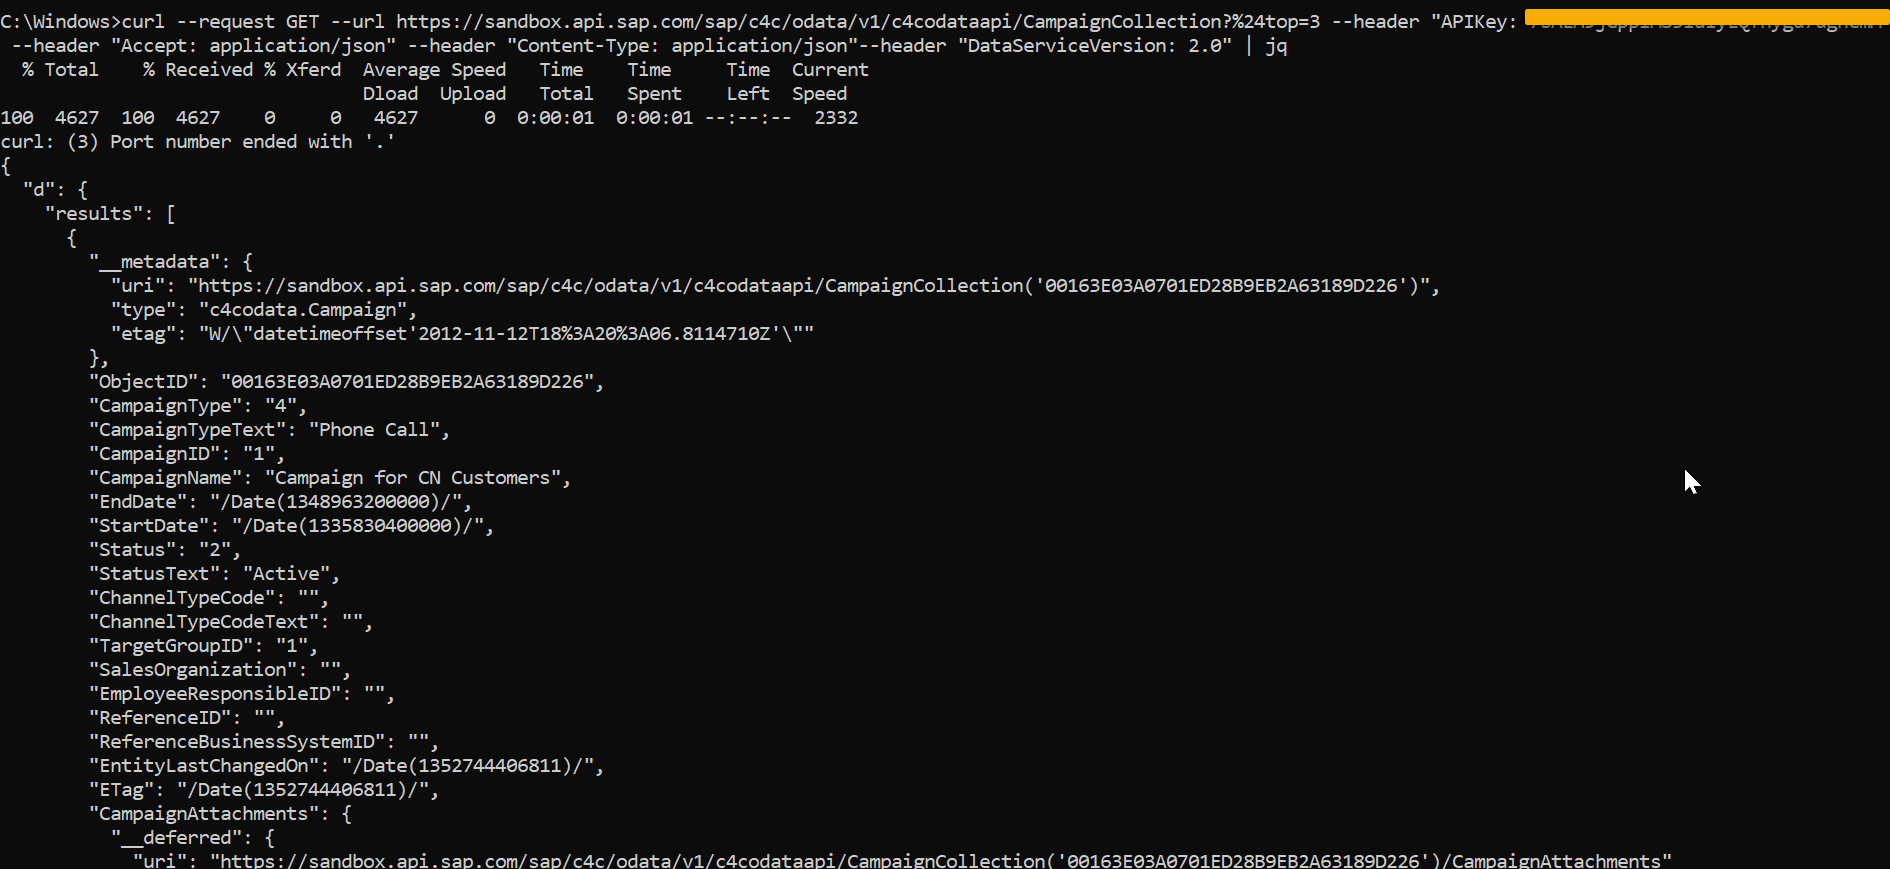 C:\Windows>curl --request GET --url https://sandbox.api.sap.com/sap/c4c/odata/v1/c4codataapi/CampaignCollection?%24top=3 --header "APIKey:
--header "Accept: application/json" --header "Content-Type: application/json"--header "DataServiceVersion: 2.0" | jq
% Total % Received % Xferd Average Speed Time Time Time Current
Dload Upload Total Spent Left Speed
100 4627 100 4627 0 0 4627 0 0:00:01 0:00:01 --:--:-- 2332
curl: (3) Port number ended with '.'
{
"d": {
"results": [
{
"__metadata": {
"uri": "https://sandbox.api.sap.com/sap/c4c/odata/v1/c4codataapi/CampaignCollection('00163E03A0701ED28B9EB2A63189D226')",
"type": "c4codata.Campaign",
"etag": "W/\"datetimeoffset'2012-11-12T18%3A20%3A06.8114710Z'\""
},
"ObjectID": "00163E03A0701ED28B9EB2A63189D226",
"CampaignType": "4",
"CampaignTypeText": "Phone Call",
"CampaignID": "1",
"CampaignName": "Campaign for CN Customers",
"EndDate": "/Date(1348963200000)/",
"StartDate": "/Date(1335830400000)/",
"Status": "2",
"StatusText": "Active",
"ChannelTypeCode": "",
"ChannelTypeCodeText": "",
"TargetGroupID": "1",
"SalesOrganization": "",
"EmployeeResponsibleID": "",
"ReferenceID": "",
"ReferenceBusinessSystemID": "",
"EntityLastChangedOn": "/Date(1352744406811)/",
"ETag": "/Date(1352744406811)/",
"CampaignAttachments": {
"__deferred": {
"uri": "https://sandbox.api.sap.com/sap/c4c/odata/v1/c4codataapi/CampaignCollection('00163E03A0701ED28B9EB2A63189D226')/CampaignAttachments"